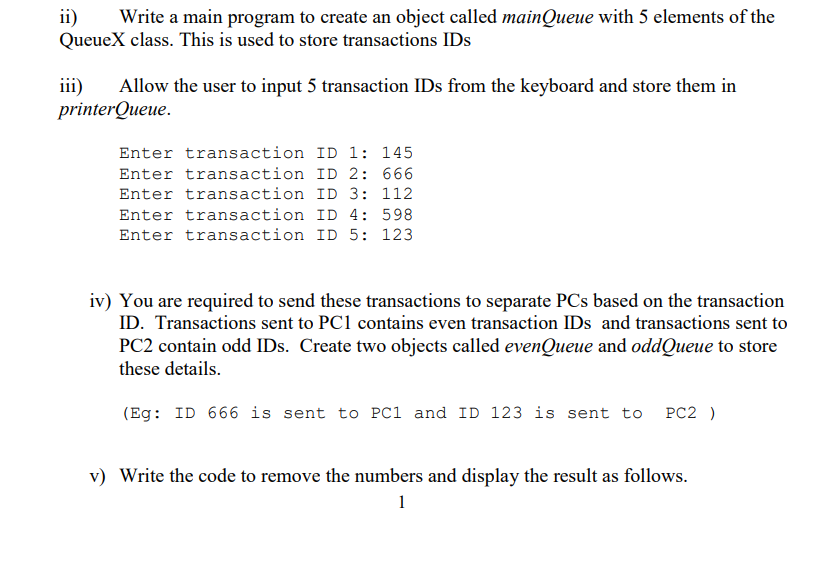 ii) Write a main program to create an object called mainQueue with 5 elements of the
QueueX class. This is used to store transactions IDs
iii) Allow the user to input 5 transaction IDs from the keyboard and store them in
printerQueue.
Enter transaction ID 1: 145
Enter transaction ID 2: 666
Enter transaction ID 3: 112
Enter transaction ID 4: 598
Enter transaction ID 5: 123
iv) You are required to send these transactions to separate PCs based on the transaction
ID. Transactions sent to PC1 contains even transaction IDs and transactions sent to
PC2 contain odd IDs. Create two objects called evenQueue and oddQueue to store
these details.
(Eg: ID 666 is sent to PC1 and ID 123 is sent to PC2 )
v) Write the code to remove the numbers and display the result as follows.
1